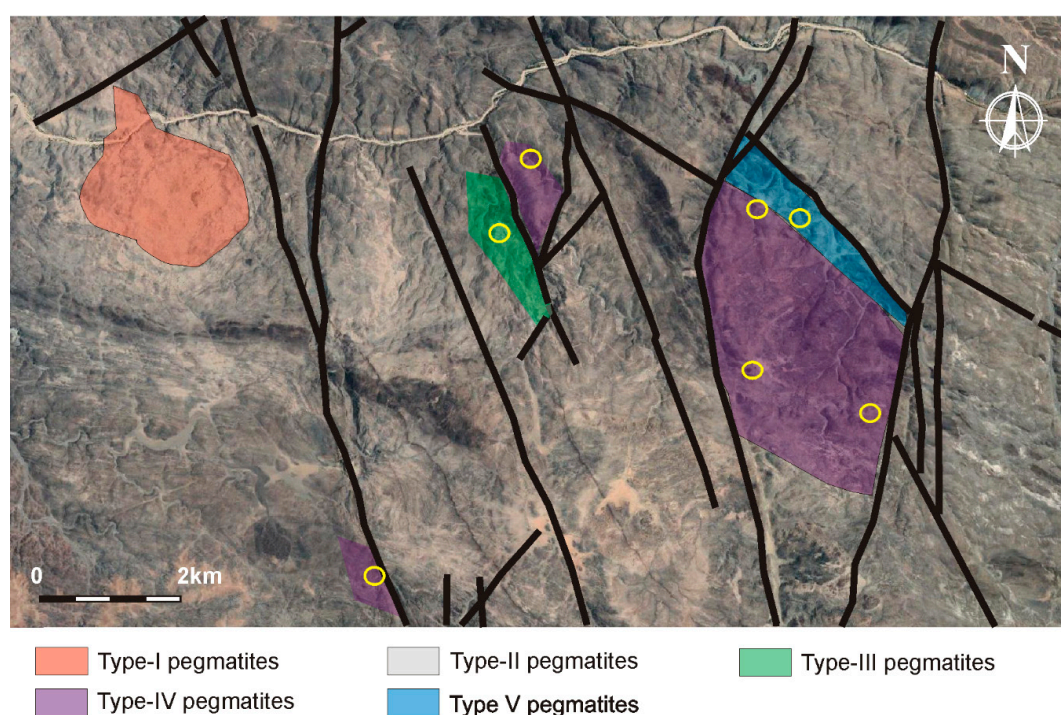 N
0 2km
Type-I pegmatites Type-II pegmatites Type-III pegmatites
Type-IV pegmatites Type V pegmatites